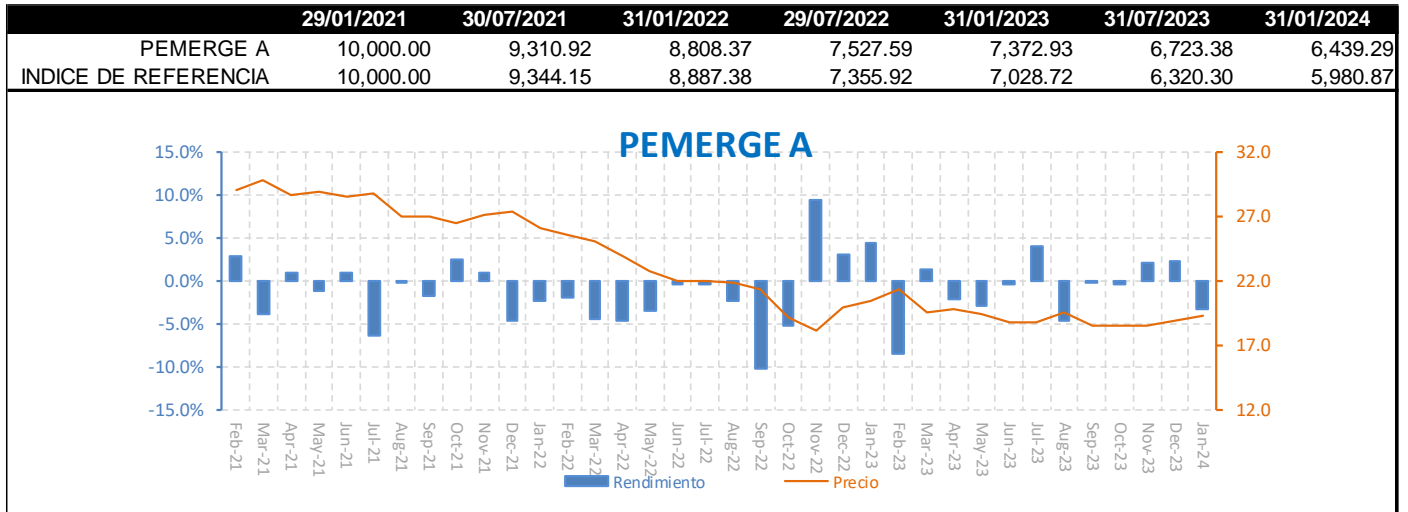 29/01/2021 30/07/2021 31/01/2022 29/07/2022 31/01/2023 31/07/2023 31/01/2024
PEMERGE A 10,000.00 9,310.92 8,808.37 7,527.59 7,372.93 6,723.38 6,439.29
INDICE DE REFERENCIA 10,000.00 9,344.15 8,887.38 7,355.92 7,028.72 6,320.30 5,980.87
PEMERGE A
15.0% 32.0
10.0% 27.0
5.0%
0.0% 22.0
-5.0% 17.0
-10.0%
-15.0% 12.0
Feb-21 Mar-21 Apr-21 May-21 Jun-21 Jul-21 Aug-21 Sep-21 Oct-21 Nov-21 Dec-21 Jan-22 Feb-22 Mar-22 Apr-22 May-22 Jun-22 Jul-22 Aug-22 Sep-22 Oct-22 Nov-22 Dec-22 Jan-23 Feb-23 Mar-23 Apr-23 May-23 Jun-23 Jul-23 Aug-23 Sep-23 Oct-23 Nov-23 Dec-23 Jan-24
Rendimiento Precio